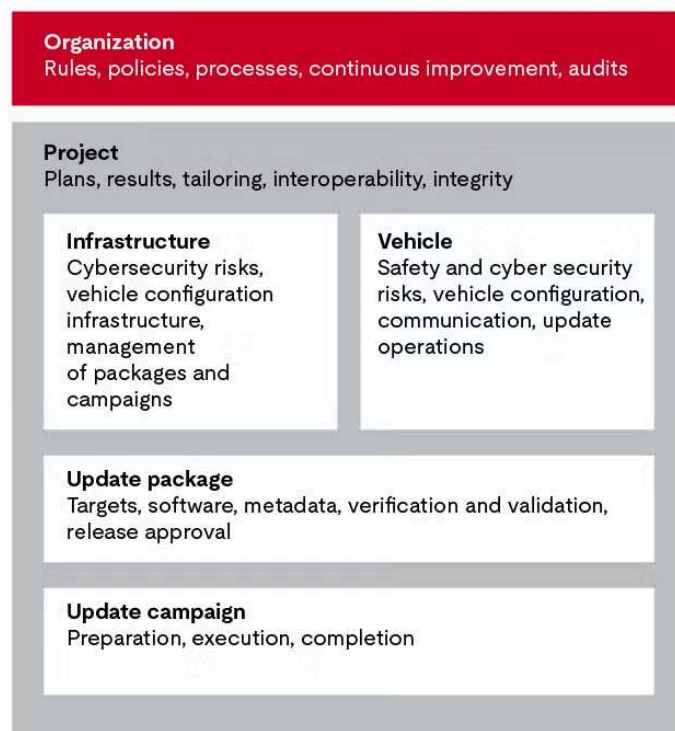 Organization
Rules, policies, processes, continuous improvement, audits
Project
Plans, results, tailoring, interoperability, integrity
Infrastructure
Cybersecurity risks,
vehicle configuration
infrastructure,
management
of packages and
campaigns
Vehicle
Safety and cyber security
risks, vehicle configuration,
communication, update
operations
Update package
Targets, software, metadata, verification and validation,
release approval
Update campaign
Preparation, execution, completion